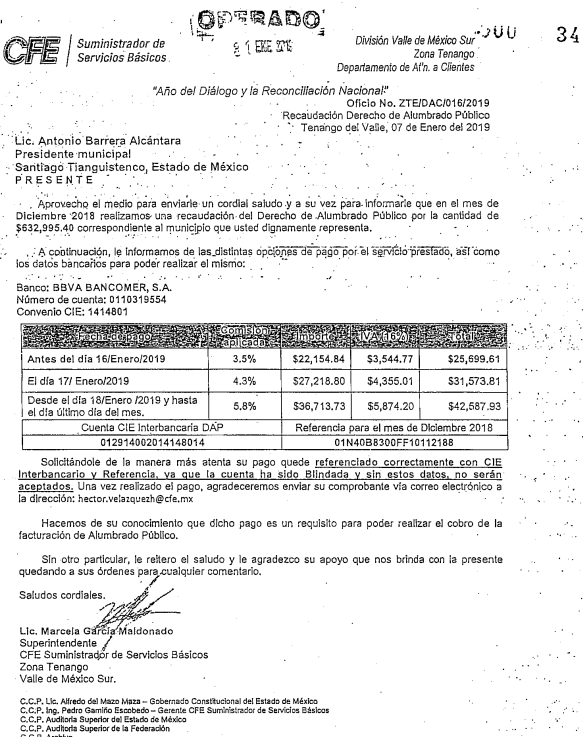 OPERADO
34
CFE Suministrador de Servicios Básicos
División Valle de México Sur
Zona Tenango
Departamento de At'n. a Clientes
"Año del Diálogo y la Reconciliación Nacional"
Oficio No. ZTE/DAC/016/2019
Recaudación Derecho de Alumbrado Público
Tenango del Valle, 07 de Enero del 2019
Lic. Antonio Barrera Alcántara
Presidente municipal
Santiago Tianguistenco, Estado de México
P R E S E N T E
Aprovecho el medio para enviarle un cordial saludo y a su vez para informarle que en el mes de
Diciembre 2018 realizamos una recaudación del Derecho de Alumbrado Público por la cantidad de
$632,995.40 correspondiente al municipio que usted dignamente representa.
A continuación, le informamos de las distintas opciones de pago por el servicio prestado, así como
los datos bancarios para poder realizar el mismo:
Banco: BBVA BANCOMER, S.A.
Número de cuenta: 0110319554
Convenio CIE: 1414801
Fecha de pago Comisión aplicada Importe IVA (16%) Total
Antes del día 16/Enero/2019 3.5% $22,154.84 $3,544.77 $25,699.61
El día 17/ Enero/2019 4.3% $27,218.80 $4,355.01 $31,573.81
Desde el día 18/Enero /2019 y hasta
el día último día del mes. 5.8% $36,713.73 $5,874.20 $42,587.93
Cuenta CIE Interbancaria DAP Referencia para el mes de Diciembre 2018
012914002014148014 01N40B8300FF10112188
Solicitándole de la manera más atenta su pago quede referenciado correctamente con CIE
Interbancario y Referencia, ya que la cuenta ha sido Blindada y sin estos datos, no serán
aceptados. Una vez realizado el pago, agradeceremos enviar su comprobante vía correo electrónico a
la dirección: hector.velazquezh@cfe.mx
Hacemos de su conocimiento que dicho pago es un requisito para poder realizar el cobro de la
facturación de Alumbrado Público.
Sin otro particular, le reitero el saludo y le agradezco su apoyo que nos brinda con la presente
quedando a sus órdenes para cualquier comentario.
Saludos cordiales.
Lic. Marcela García Maldonado
Superintendente
CFE Suministrador de Servicios Básicos
Zona Tenango
Valle de México Sur.
C.C.P. Lic. Alfredo del Mazo Maza – Gobernado Constitucional del Estado de México
C.C.P. Ing. Pedro Gamiño Escobedo – Gerente CFE Suministrador de Servicios Básicos
C.C.P. Auditoria Superior del Estado de México
C.C.P. Auditoria Superior de la Federación
C.C.P. Archivo